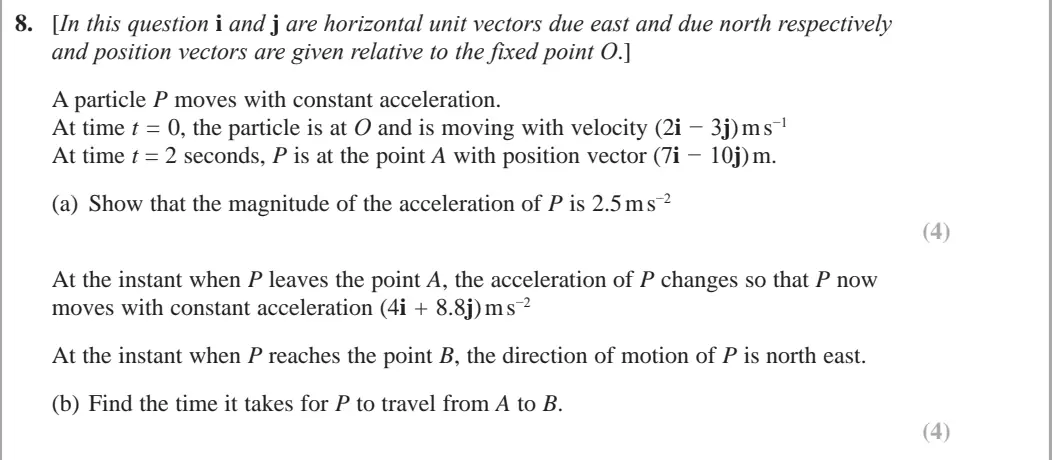 8. [In this question i and j are horizontal unit vectors due east and due north respectively
and position vectors are given relative to the fixed point O.]
A particle P moves with constant acceleration.
At time t = 0, the particle is at O and is moving with velocity (2i − 3j) m s⁻¹
At time t = 2 seconds, P is at the point A with position vector (7i − 10j) m.
(a) Show that the magnitude of the acceleration of P is 2.5 m s⁻²
(4)
At the instant when P leaves the point A, the acceleration of P changes so that P now
moves with constant acceleration (4i + 8.8j) m s⁻²
At the instant when P reaches the point B, the direction of motion of P is north east.
(b) Find the time it takes for P to travel from A to B.
(4)